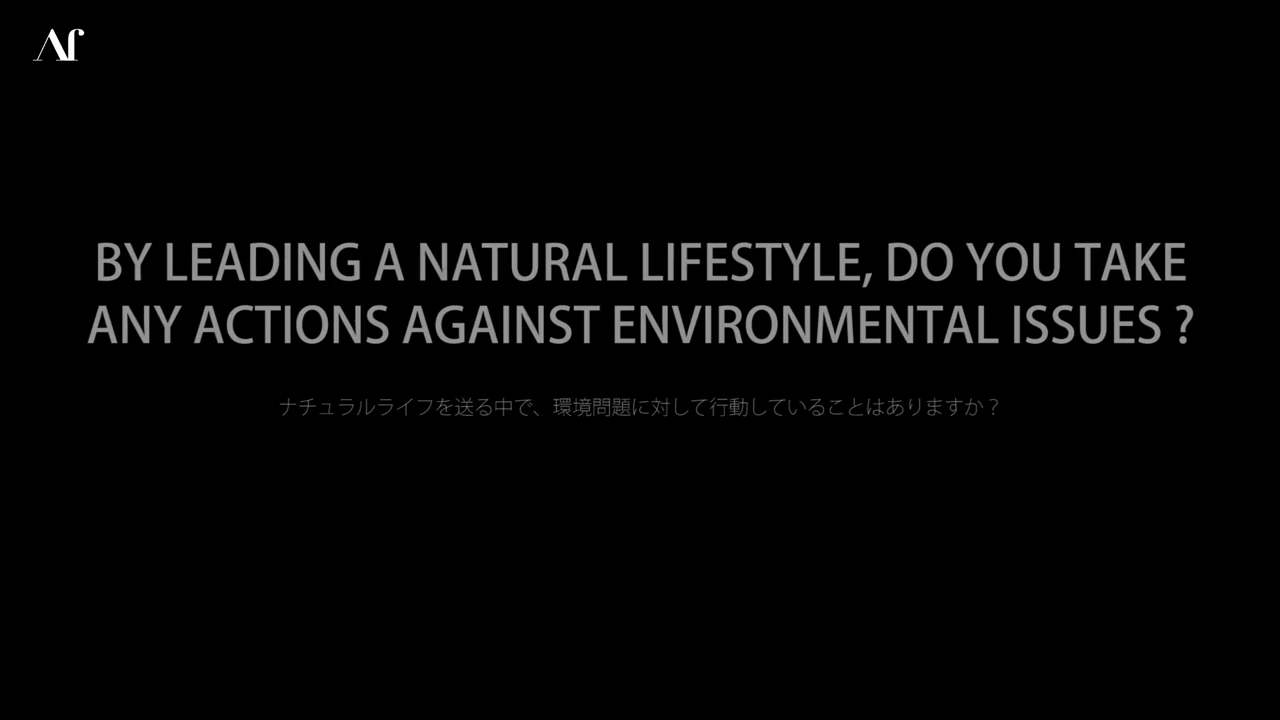 Af
BY LEADING A NATURAL LIFESTYLE, DO YOU TAKE
ANY ACTIONS AGAINST ENVIRONMENTAL ISSUES ?
ナチュラルライフを送る中で、環境問題に対して行動していることはありますか？